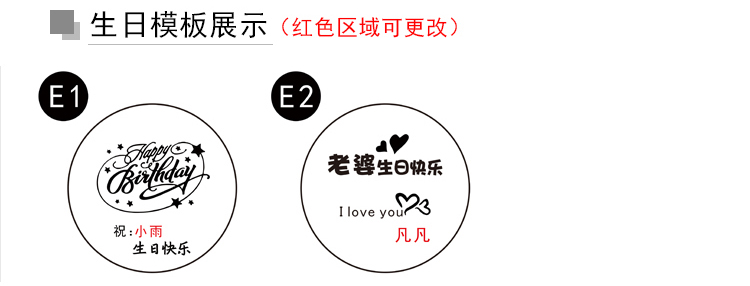 生日模板展示（红色区域可更改）
E1
Happy
Birthday
祝:小雨
生日快乐
E2
老婆生日快乐
I love you
凡凡